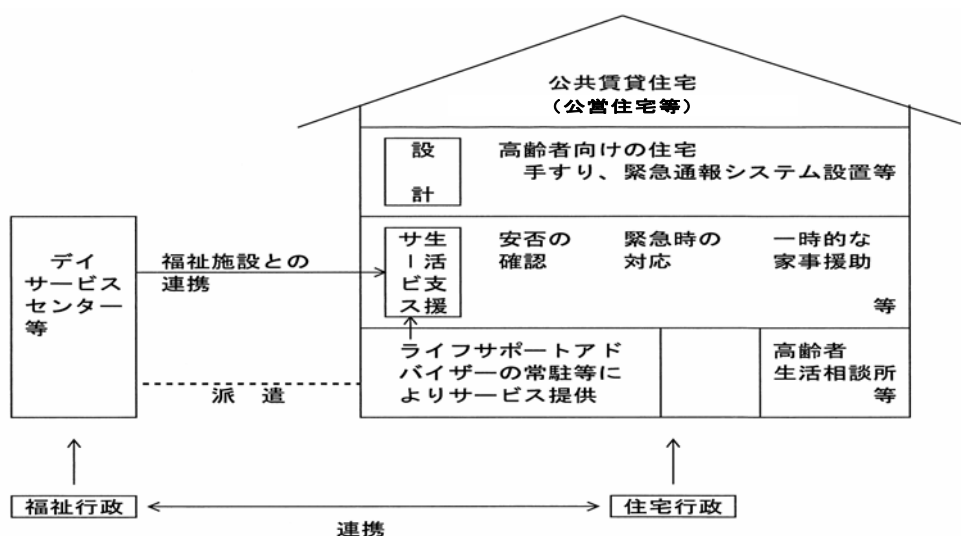 公共賃貸住宅
（公営住宅等）
設計
高齢者向けの住宅
手すり、緊急通報システム設置等
デイ
サービス
センター
等
福祉施設との
連携
生活支援
サービス
安否の
確認
緊急時の
対応
一時的な
家事援助
等
ライフサポートアド
バイザーの常駐等に
よりサービス提供
高齢者
生活相談所
等
派遣
福祉行政
連携
住宅行政